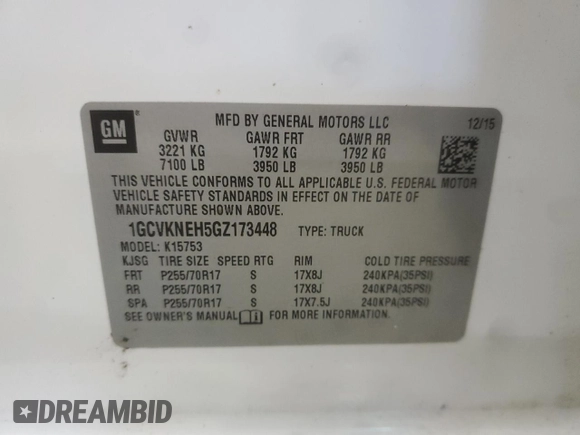 GM
MFD BY GENERAL MOTORS LLC 12/15
GVWR GAWR FRT GAWR RR
3221 KG 1792 KG 1792 KG
7100 LB 3950 LB 3950 LB
THIS VEHICLE CONFORMS TO ALL APPLICABLE U.S. FEDERAL MOTOR
VEHICLE SAFETY STANDARDS IN EFFECT ON THE DATE OF
MANUFACTURE SHOWN ABOVE.
1GCVKNEH5GZ173448 TYPE: TRUCK
MODEL: K15753
KJSG TIRE SIZE SPEED RTG RIM COLD TIRE PRESSURE
FRT P255/70R17 S 17X8J 240KPA(35PSI)
RR P255/70R17 S 17X8J 240KPA(35PSI)
SPA P255/70R17 S 17X7.5J 240KPA(35PSI)
SEE OWNER'S MANUAL FOR MORE INFORMATION
DREAMBID